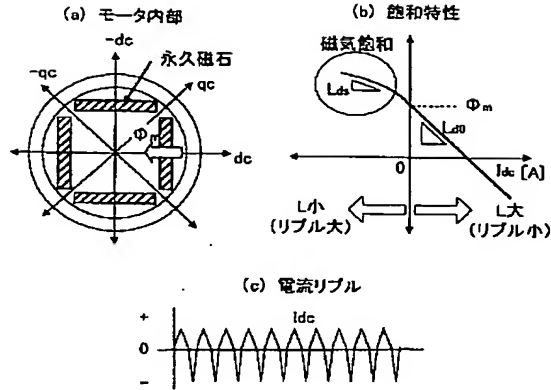 (a) モータ内部
-dc
-qc
永久磁石
qc
Φm
dc
(b) 飽和特性
磁気飽和
Lds
Φm
Ld0
0
Idc [A]
L小
(リプル大)
L大
(リプル小)
(c) 電流リプル
+
Idc
0
-